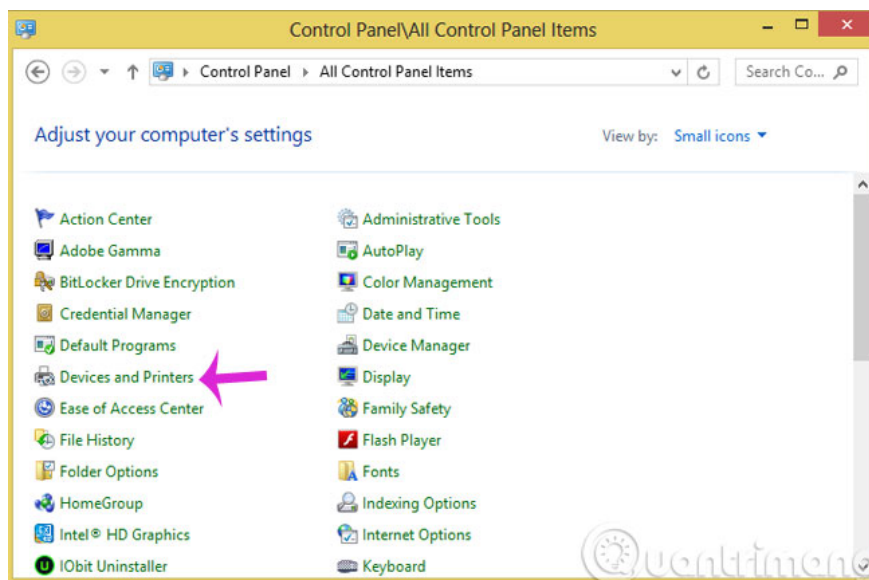 Control Panel\All Control Panel Items
Control Panel
All Control Panel Items
Search Co...
Adjust your computer's settings
View by: Small icons
Action Center
Administrative Tools
Adobe Gamma
AutoPlay
BitLocker Drive Encryption
Color Management
Credential Manager
Date and Time
Default Programs
Device Manager
Devices and Printers
Display
Ease of Access Center
Family Safety
File History
Flash Player
Folder Options
Fonts
HomeGroup
Indexing Options
Intel® HD Graphics
Internet Options
IObit Uninstaller
Keyboard
Quantrimang